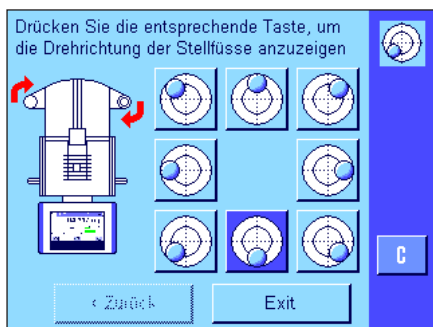 Drücken Sie die entsprechende Taste, um
die Drehrichtung der Stellfüsse anzuzeigen
C
< Zurück
Exit